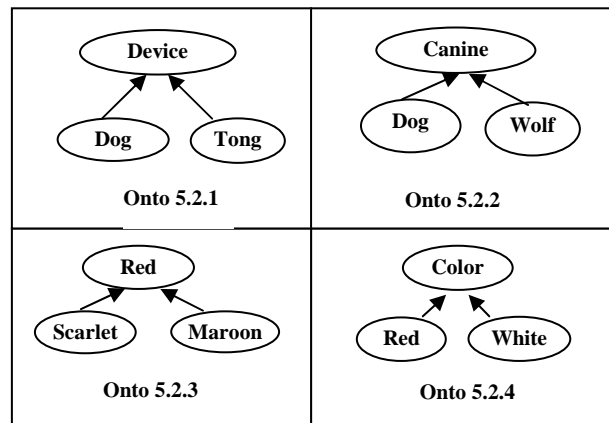 Device
Dog
Tong
Onto 5.2.1
Canine
Dog
Wolf
Onto 5.2.2
Red
Scarlet
Maroon
Onto 5.2.3
Color
Red
White
Onto 5.2.4